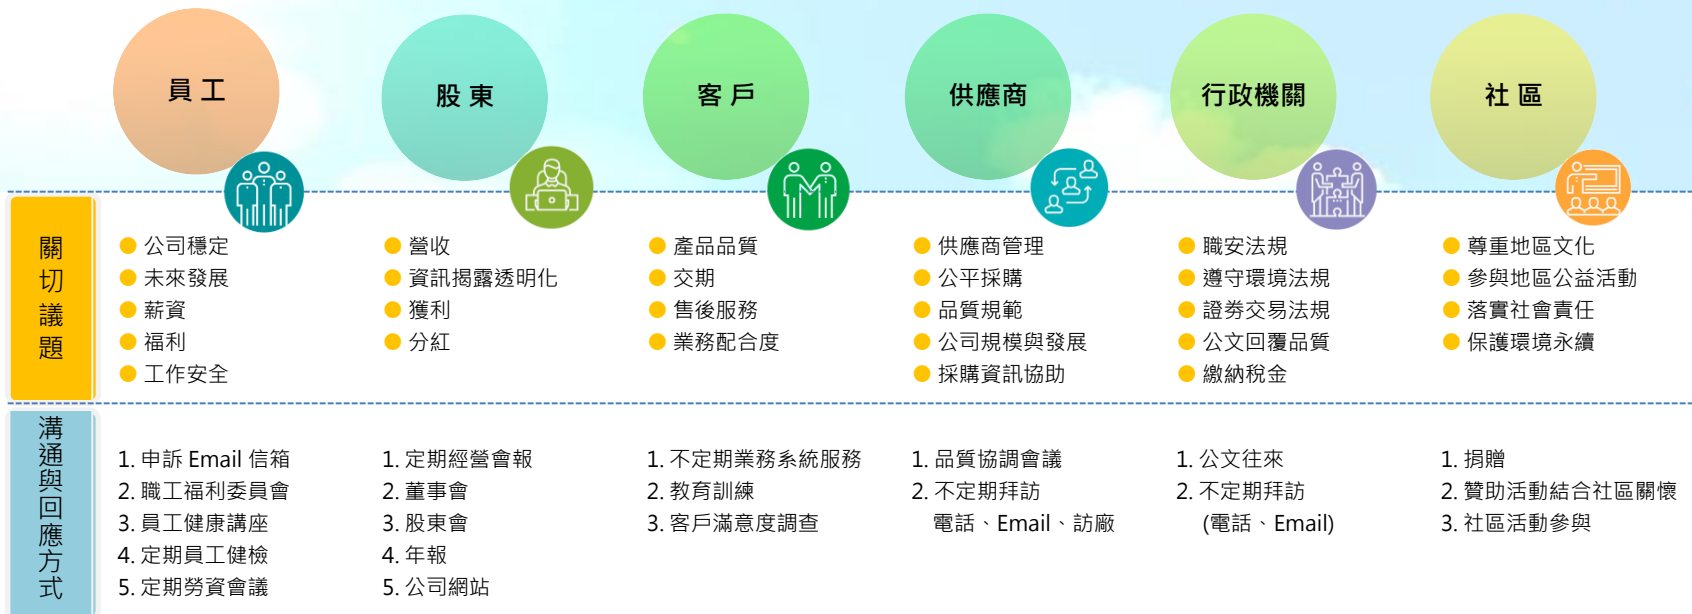 員工
股東
客戶
供應商
行政機關
社區
關切議題
● 公司穩定
● 未來發展
● 薪資
● 福利
● 工作安全
● 營收
● 資訊揭露透明化
● 獲利
● 分紅
● 產品品質
● 交期
● 售後服務
● 業務配合度
● 供應商管理
● 公平採購
● 品質規範
● 公司規模與發展
● 採購資訊協助
● 職安法規
● 遵守環境法規
● 證券交易法規
● 公文回覆品質
● 繳納稅金
● 尊重地區文化
● 參與地區公益活動
● 落實社會責任
● 保護環境永續
溝通與回應方式
1. 申訴 Email 信箱
2. 職工福利委員會
3. 員工健康講座
4. 定期員工健檢
5. 定期勞資會議
1. 定期經營會報
2. 董事會
3. 股東會
4. 年報
5. 公司網站
1. 不定期業務系統服務
2. 教育訓練
3. 客戶滿意度調查
1. 品質協調會議
2. 不定期拜訪
電話、Email、訪廠
1. 公文往來
2. 不定期拜訪
(電話、Email)
1. 捐贈
2. 贊助活動結合社區關懷
3. 社區活動參與